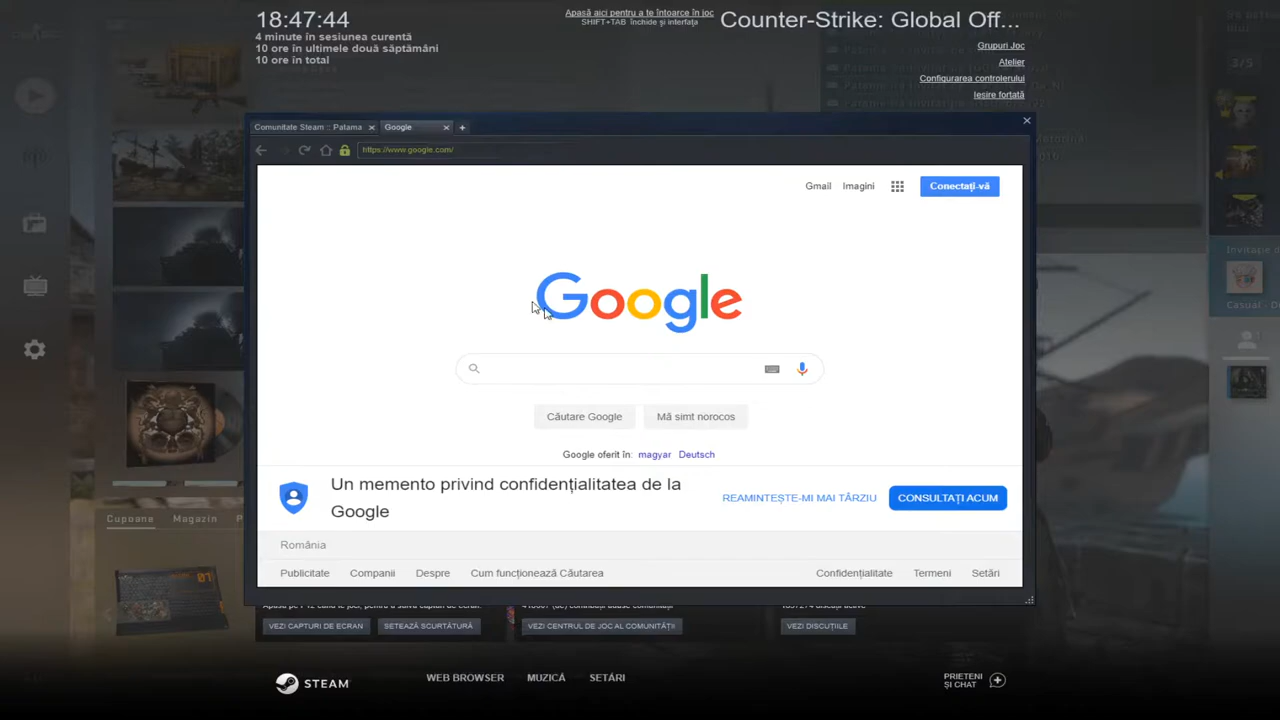 18:47:44
4 minute în sesiunea curentă
10 ore în ultimele două săptămâni
10 ore în total
Apasă aici pentru a te întoarce în joc
SHIFT+TAB închide și interfața
Counter-Strike: Global Off...
Grupuri Joc
Atelier
Configurarea controlerului
Ieșire forțată
3/5
Comunitate Steam :: Patama
Google
https://www.google.com/
Gmail
Imagini
Conectați-vă
Google
Căutare Google
Mă simt norocos
Google oferit în: magyar Deutsch
Un memento privind confidențialitatea de la
Google
REAMINTEȘTE-MI MAI TÂRZIU
CONSULTAȚI ACUM
România
Publicitate
Companii
Despre
Cum funcționează Căutarea
Confidențialitate
Termeni
Setări
Cupoane
Magazin
Casual - D
VEZI CAPTURI DE ECRAN
SETEAZĂ SCURTĂTURĂ
VEZI CENTRUL DE JOC AL COMUNITĂȚII
VEZI DISCUȚIILE
STEAM
WEB BROWSER
MUZICĂ
SETĂRI
PRIETENI
ȘI CHAT